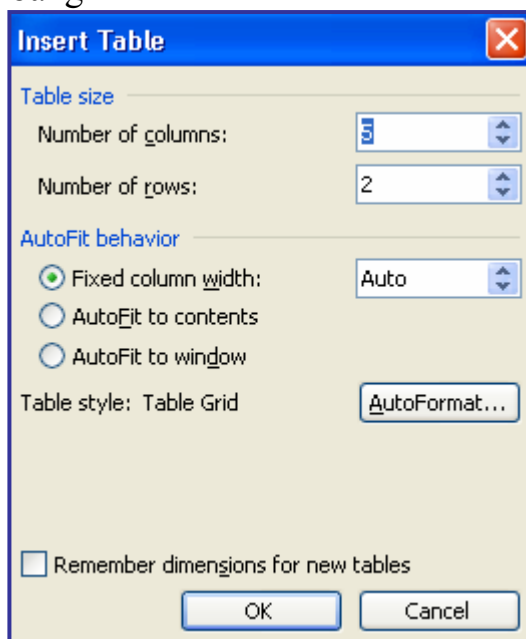 Insert Table
Table size
Number of columns: 5
Number of rows: 2
AutoFit behavior
Fixed column width: Auto
AutoFit to contents
AutoFit to window
Table style: Table Grid AutoFormat...
Remember dimensions for new tables
OK Cancel